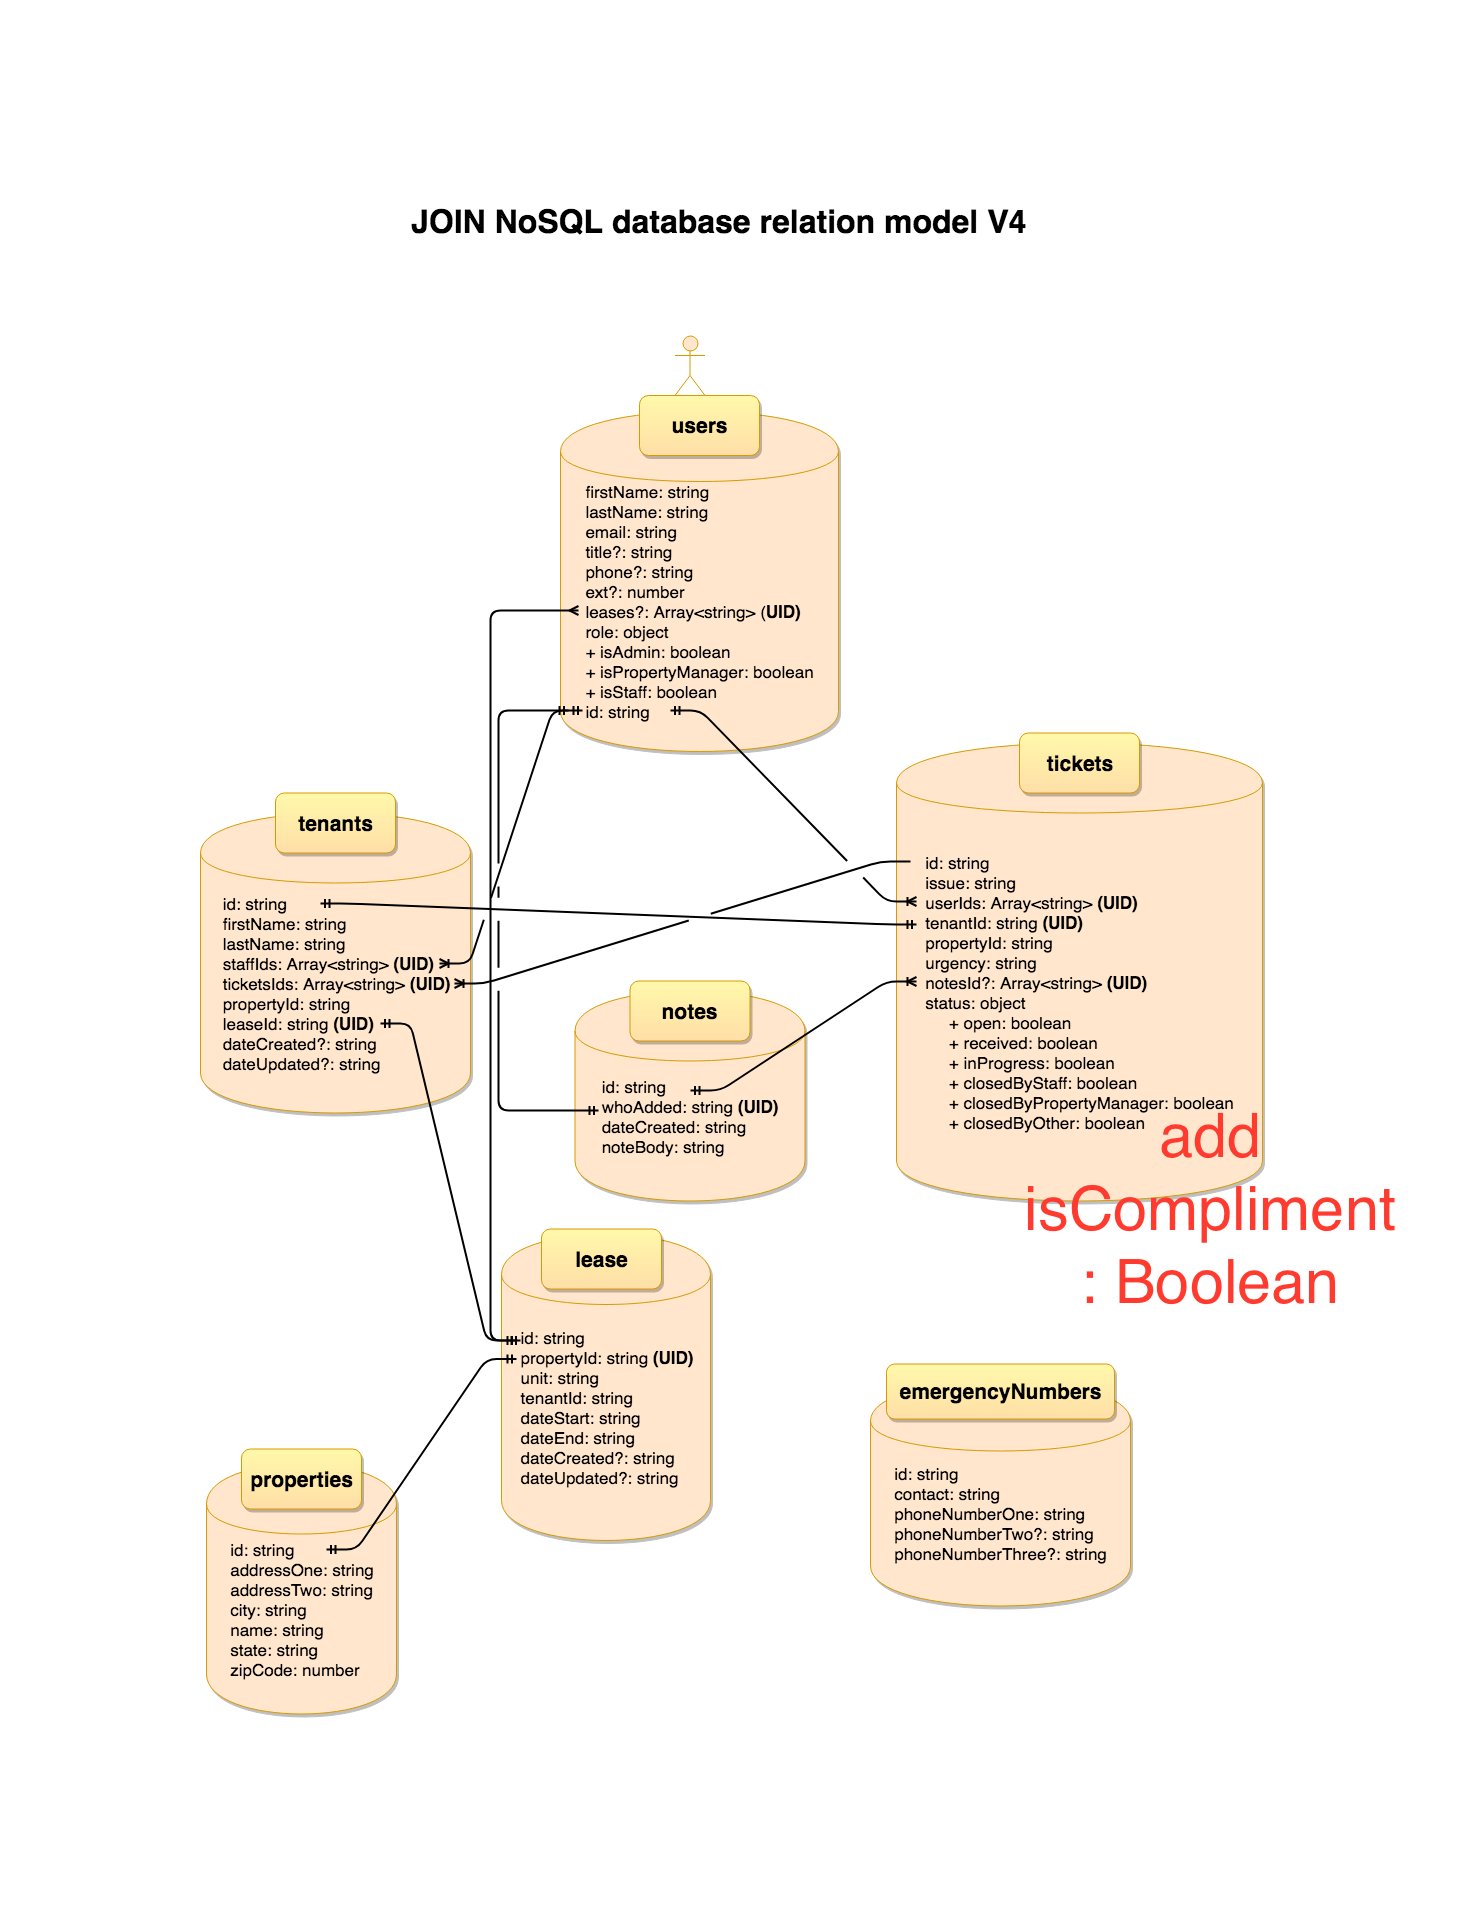 JOIN NoSQL database relation model V4
users
firstName: string
lastName: string
email: string
title?: string
phone?: string
ext?: number
leases?: Array<string> (UID)
role: object
+ isAdmin: boolean
+ isPropertyManager: boolean
+ isStaff: boolean
id: string
tickets
id: string
issue: string
userIds: Array<string> (UID)
tenantId: string (UID)
propertyId: string
urgency: string
notesId?: Array<string> (UID)
status: object
+ open: boolean
+ received: boolean
+ inProgress: boolean
+ closedByStaff: boolean
+ closedByPropertyManager: boolean
+ closedByOther: boolean
add
isCompliment
: Boolean
tenants
id: string
firstName: string
lastName: string
staffIds: Array<string> (UID)
ticketsIds: Array<string> (UID)
propertyId: string
leaseId: string (UID)
dateCreated?: string
dateUpdated?: string
notes
id: string
whoAdded: string (UID)
dateCreated: string
noteBody: string
lease
id: string
propertyId: string (UID)
unit: string
tenantId: string
dateStart: string
dateEnd: string
dateCreated?: string
dateUpdated?: string
emergencyNumbers
id: string
contact: string
phoneNumberOne: string
phoneNumberTwo?: string
phoneNumberThree?: string
properties
id: string
addressOne: string
addressTwo: string
city: string
name: string
state: string
zipCode: number